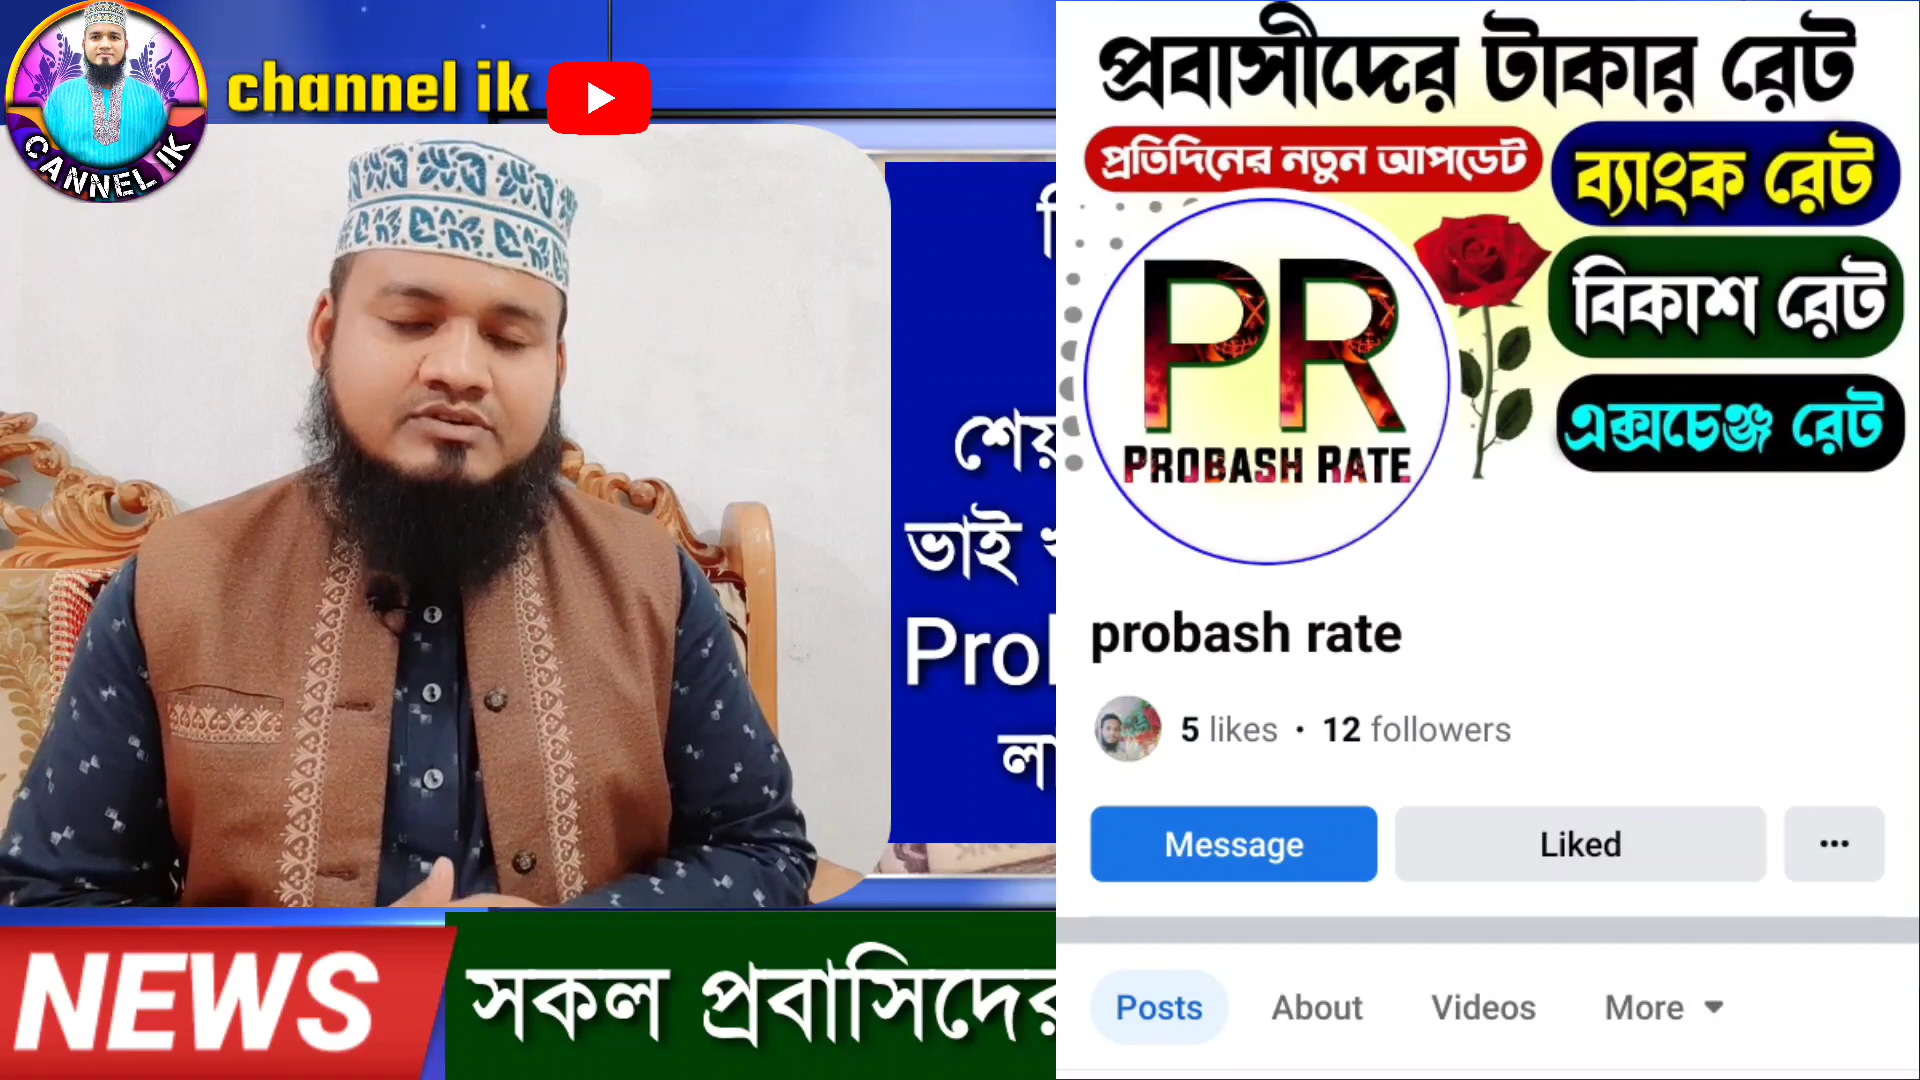 channel ik
CANNEL IK
শেয়
ভাই
Prob
লা
NEWS
সকল প্রবাসিদের
প্রবাসীদের টাকার রেট
প্রতিদিনের নতুন আপডেট
ব্যাংক রেট
বিকাশ রেট
এক্সচেঞ্জ রেট
PR
PROBASH RATE
probash rate
5 likes · 12 followers
Message
Liked
Posts
About
Videos
More